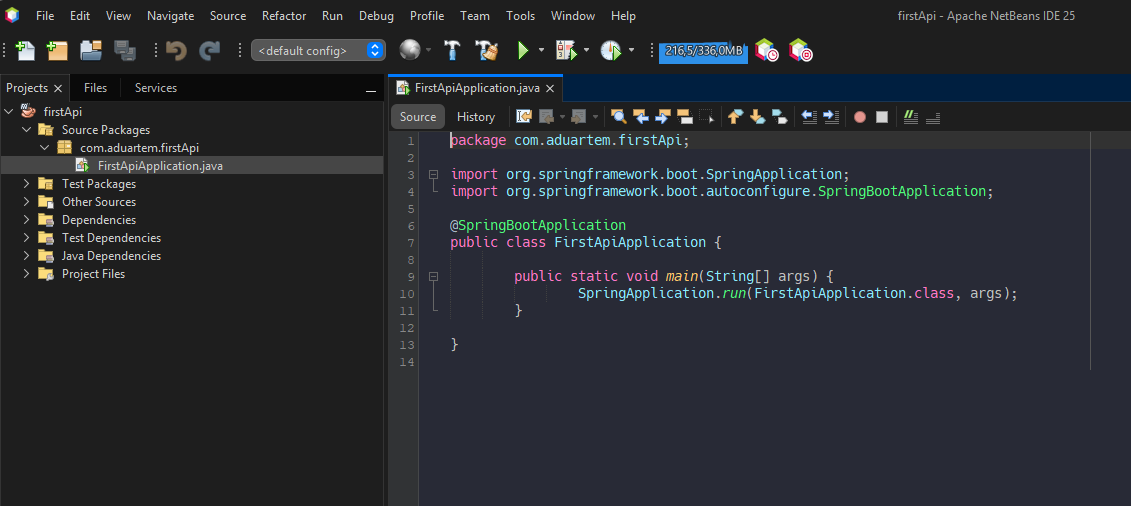 File Edit View Navigate Source Refactor Run Debug Profile Team Tools Window Help
firstApi - Apache NetBeans IDE 25
<default config>
216,5/336,0MB
Projects
Files
Services
firstApi
Source Packages
com.aduartem.firstApi
FirstApiApplication.java
Test Packages
Other Sources
Dependencies
Test Dependencies
Java Dependencies
Project Files
FirstApiApplication.java
Source
History
1 package com.aduartem.firstApi;
2
3 import org.springframework.boot.SpringApplication;
4 import org.springframework.boot.autoconfigure.SpringBootApplication;
5
6 @SpringBootApplication
7 public class FirstApiApplication {
8
9 public static void main(String[] args) {
10 SpringApplication.run(FirstApiApplication.class, args);
11 }
12
13 }
14